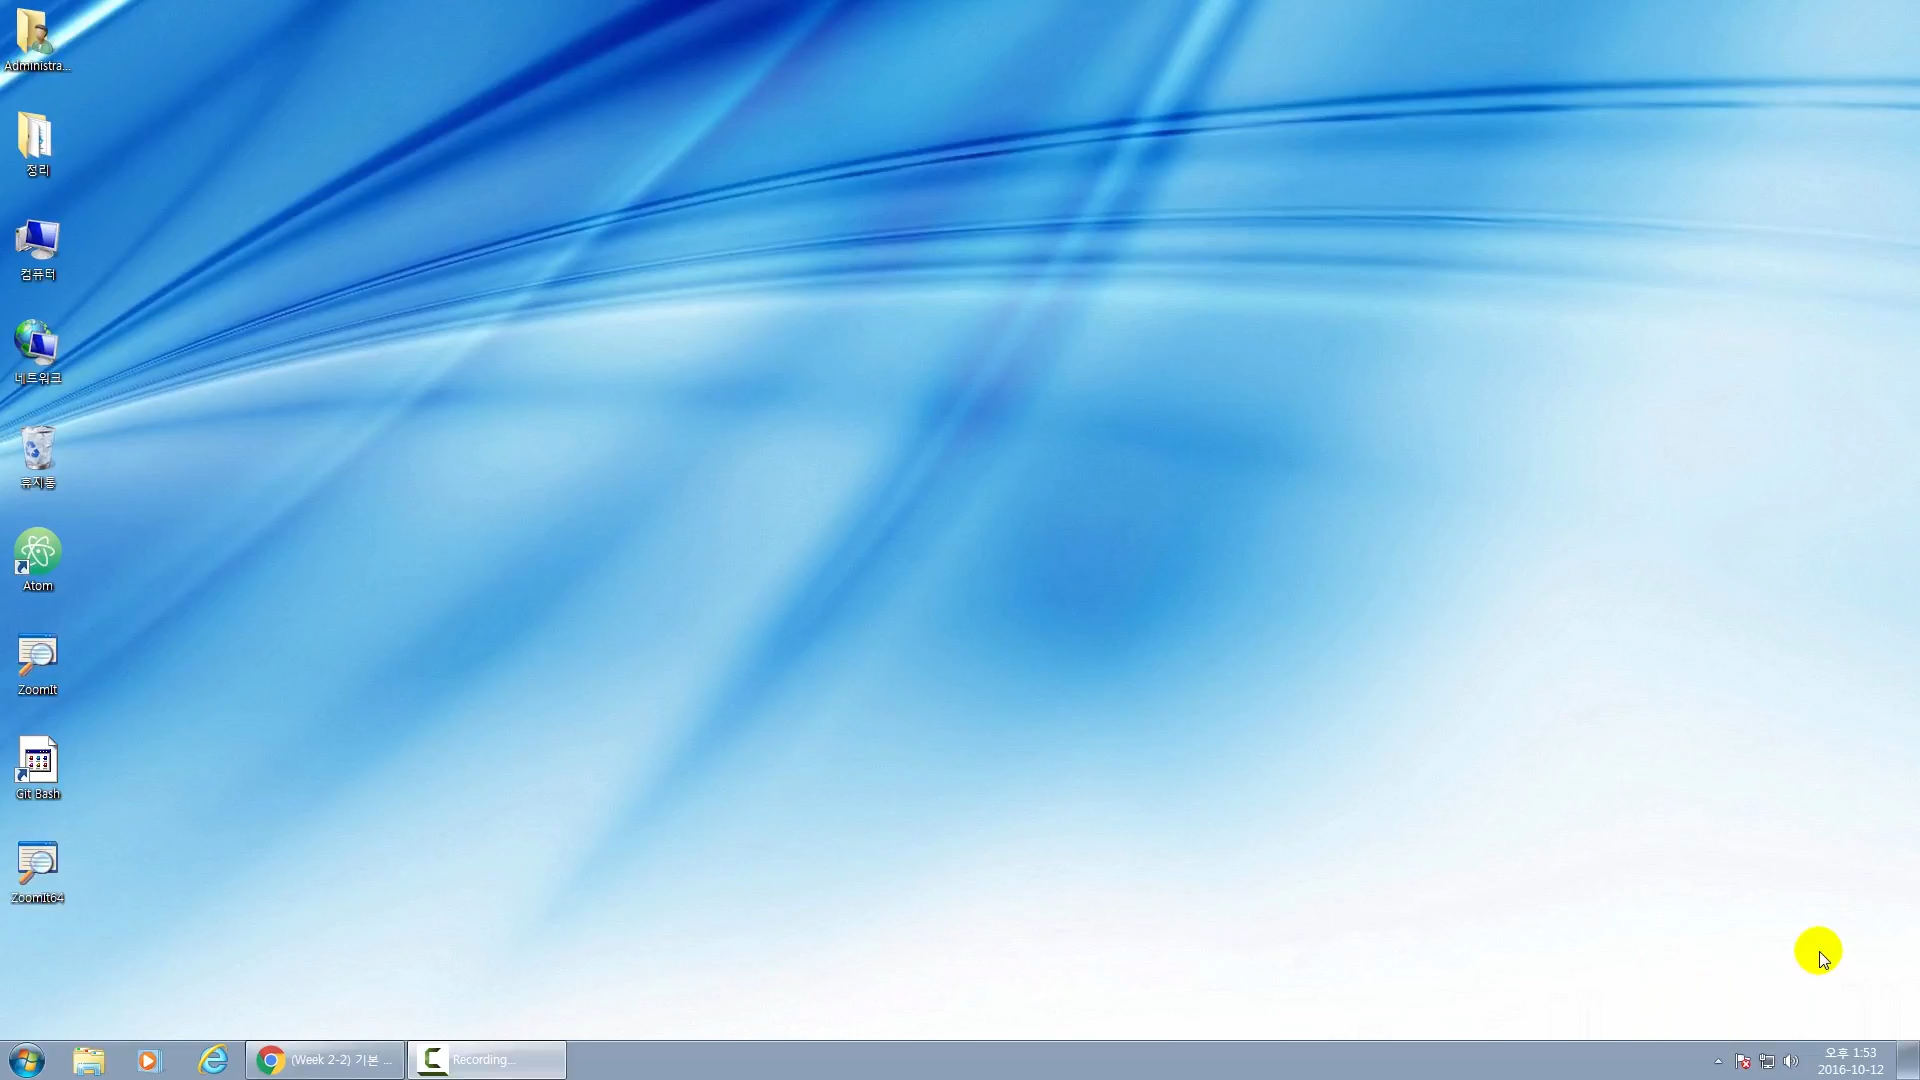 Administra...
정리
컴퓨터
네트워크
휴지통
Atom
ZoomIt
Git Bash
ZoomIt64
(Week 2-2) 기본 ...
Recording...
오후 1:53
2016-10-12